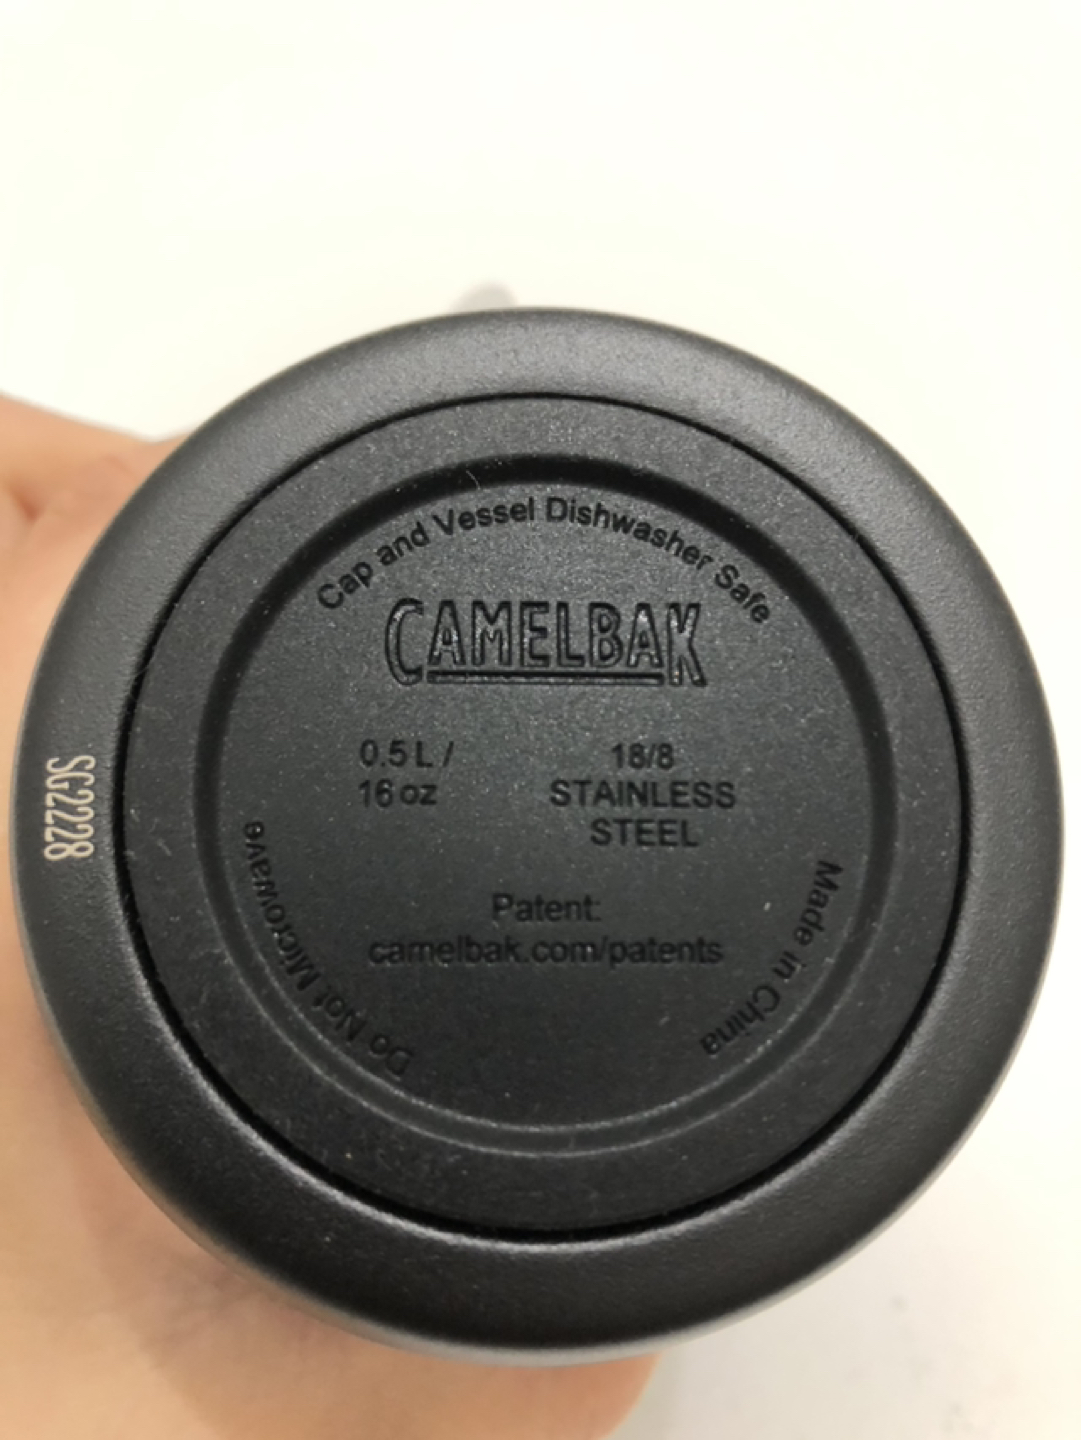 Cap and Vessel Dishwasher Safe
CAMELBAK
0.5 L /
16 oz
18/8
STAINLESS
STEEL
Patent:
camelbak.com/patents
Do Not Microwave
Made in China
SG2228